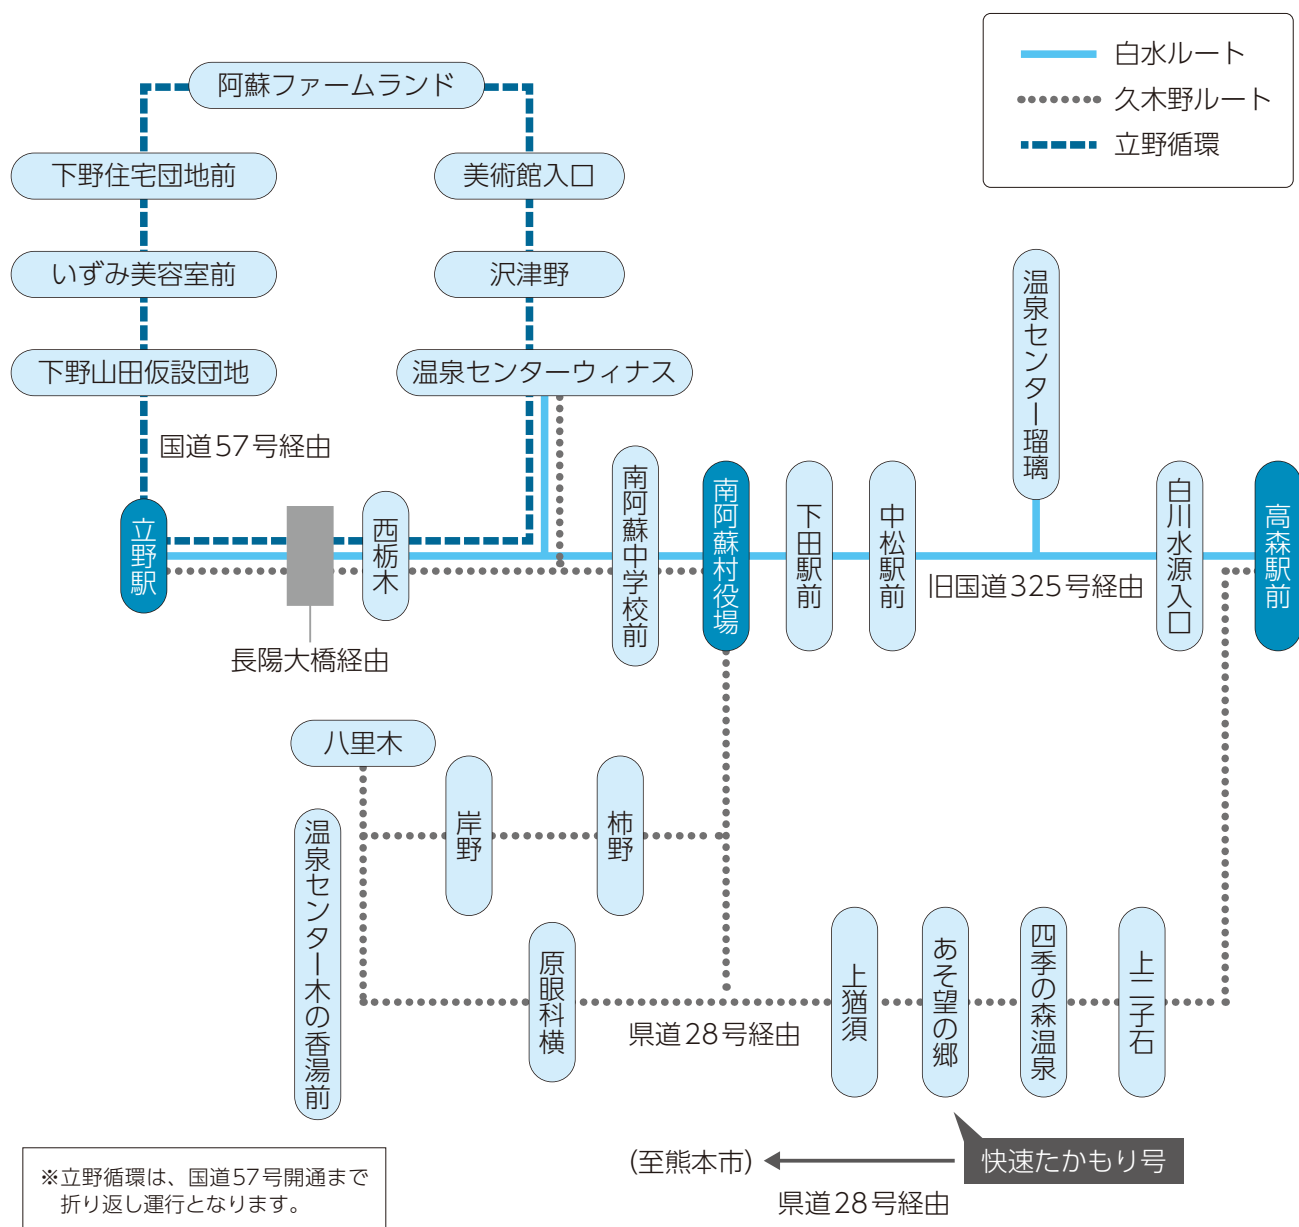 白水ルート
久木野ルート
立野循環
阿蘇ファームランド
下野住宅団地前
美術館入口
いずみ美容室前
沢津野
下野山田仮設団地
温泉センターウィナス
温泉センター瑠璃
国道57号経由
立野駅
西栃木
南阿蘇中学校前
南阿蘇村役場
下田駅前
中松駅前
旧国道325号経由
白川水源入口
高森駅前
長陽大橋経由
八里木
温泉センター木の香湯前
岸野
柿野
原眼科横
県道28号経由
上猶須
あそ望の郷
四季の森温泉
上二子石
※立野循環は、国道57号開通まで
折り返し運行となります。
(至熊本市)
快速たかもり号
県道28号経由